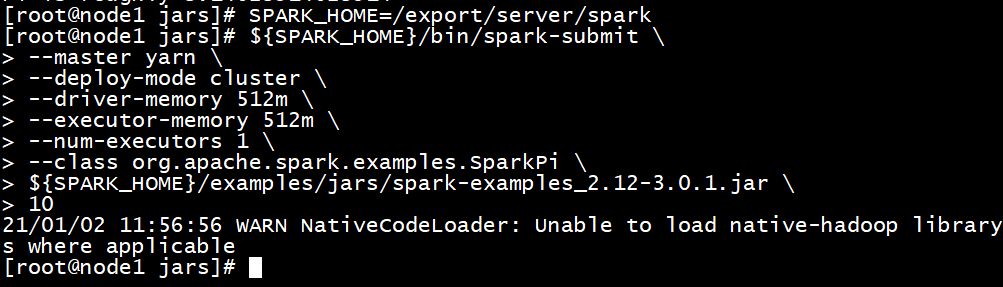 [root@node1 jars]# SPARK_HOME=/export/server/spark
[root@node1 jars]# ${SPARK_HOME}/bin/spark-submit \
> --master yarn \
> --deploy-mode cluster \
> --driver-memory 512m \
> --executor-memory 512m \
> --num-executors 1 \
> --class org.apache.spark.examples.SparkPi \
> ${SPARK_HOME}/examples/jars/spark-examples_2.12-3.0.1.jar \
> 10
21/01/02 11:56:56 WARN NativeCodeLoader: Unable to load native-hadoop library
s where applicable
[root@node1 jars]#